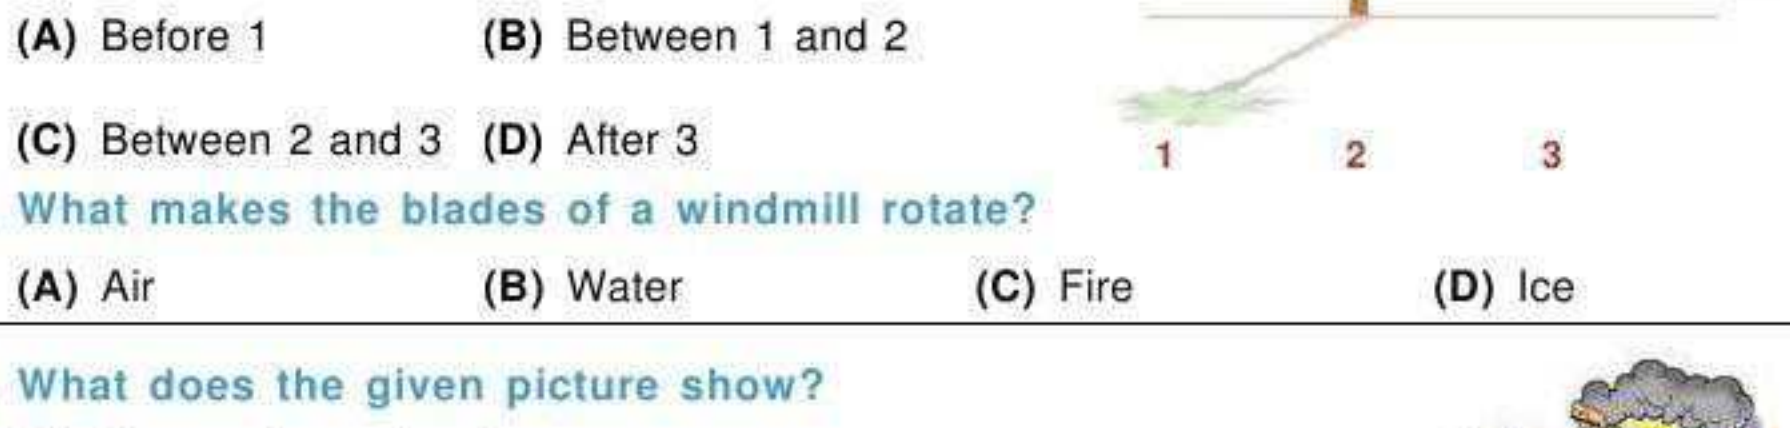 (A) Before 1 (B) Between 1 and 2
(C) Between 2 and 3 (D) After 3
1 2 3
What makes the blades of a windmill rotate?
(A) Air (B) Water (C) Fire (D) Ice
What does the given picture show?